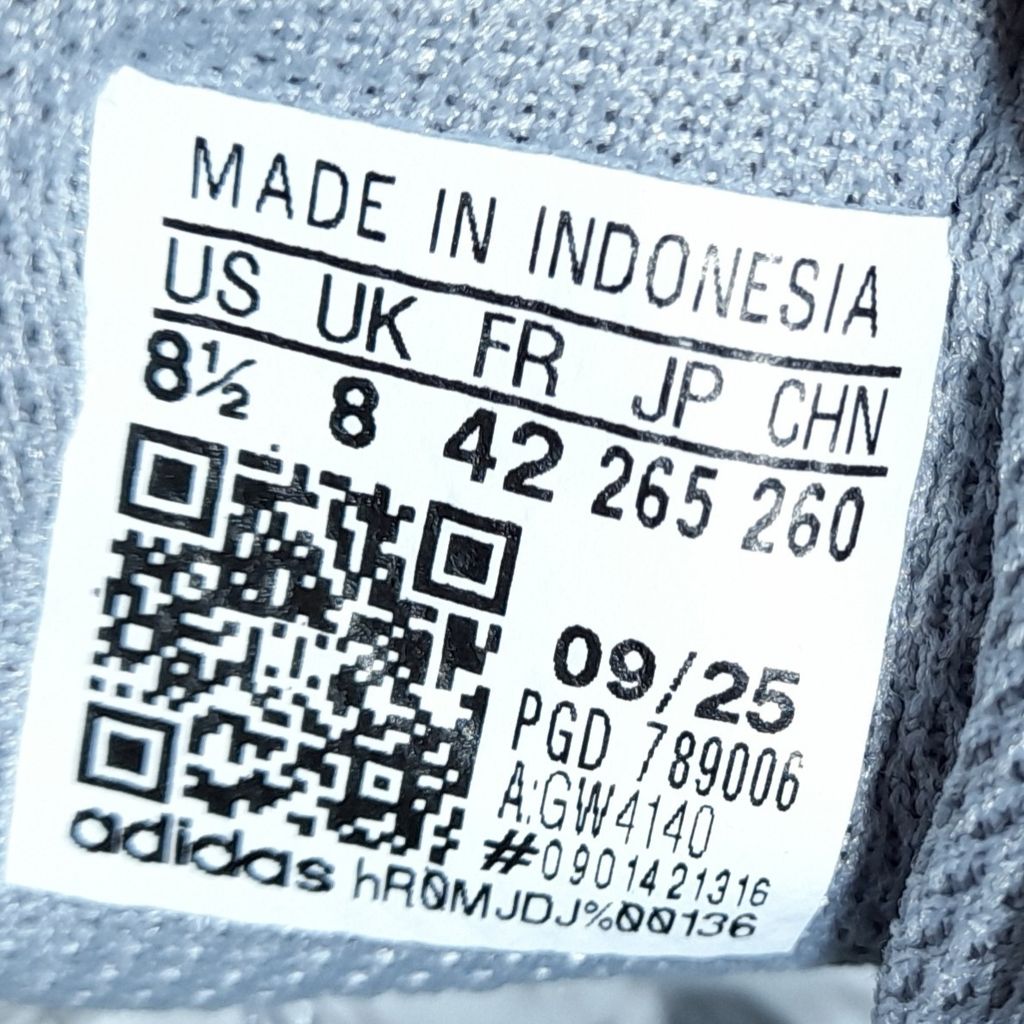 MADE IN INDONESIA
US UK FR JP CHN
8½ 8 42 265 260
09/25
PGD 789006
A:GW4140
#0901421316
adidas hR0MJDJ%00136